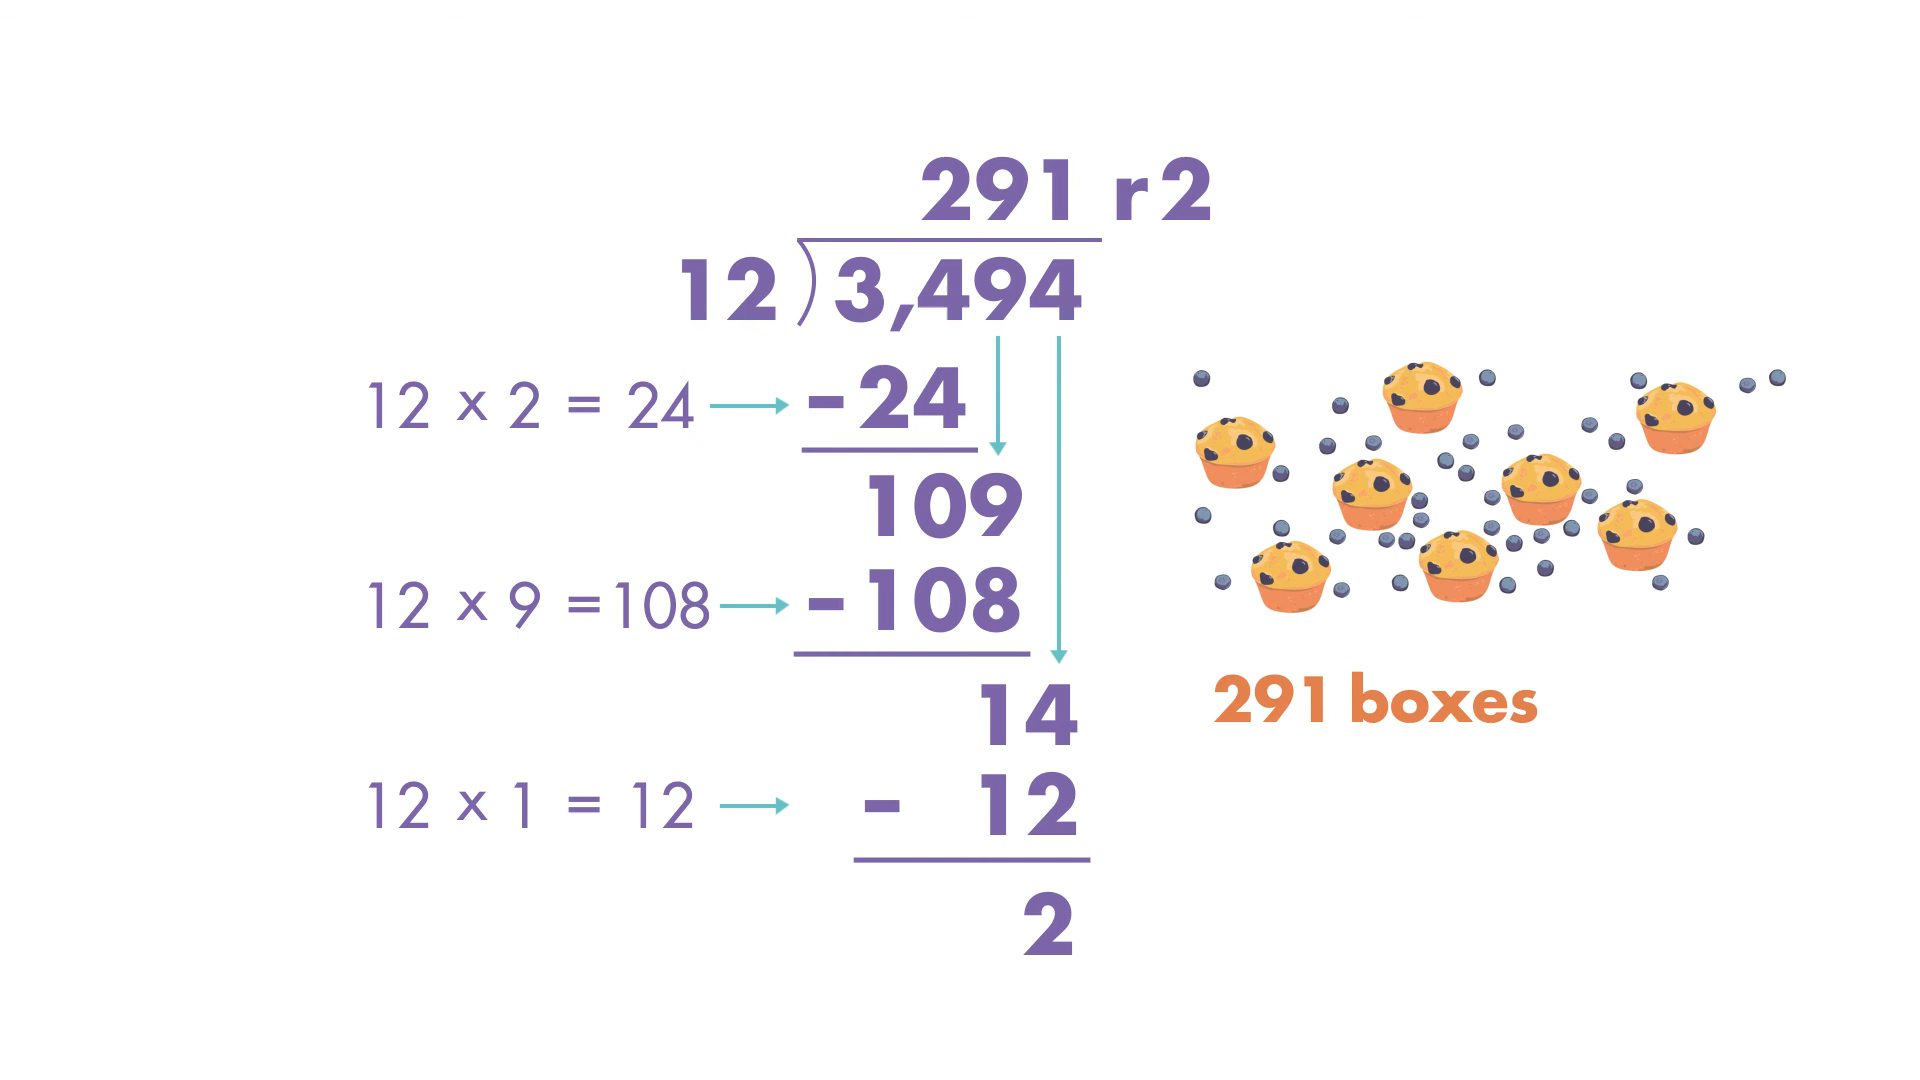 291 r2
12 ) 3,494
12 x 2 = 24 → - 24
109
12 x 9 = 108 → - 108
291 boxes
14
12 x 1 = 12 → - 12
2